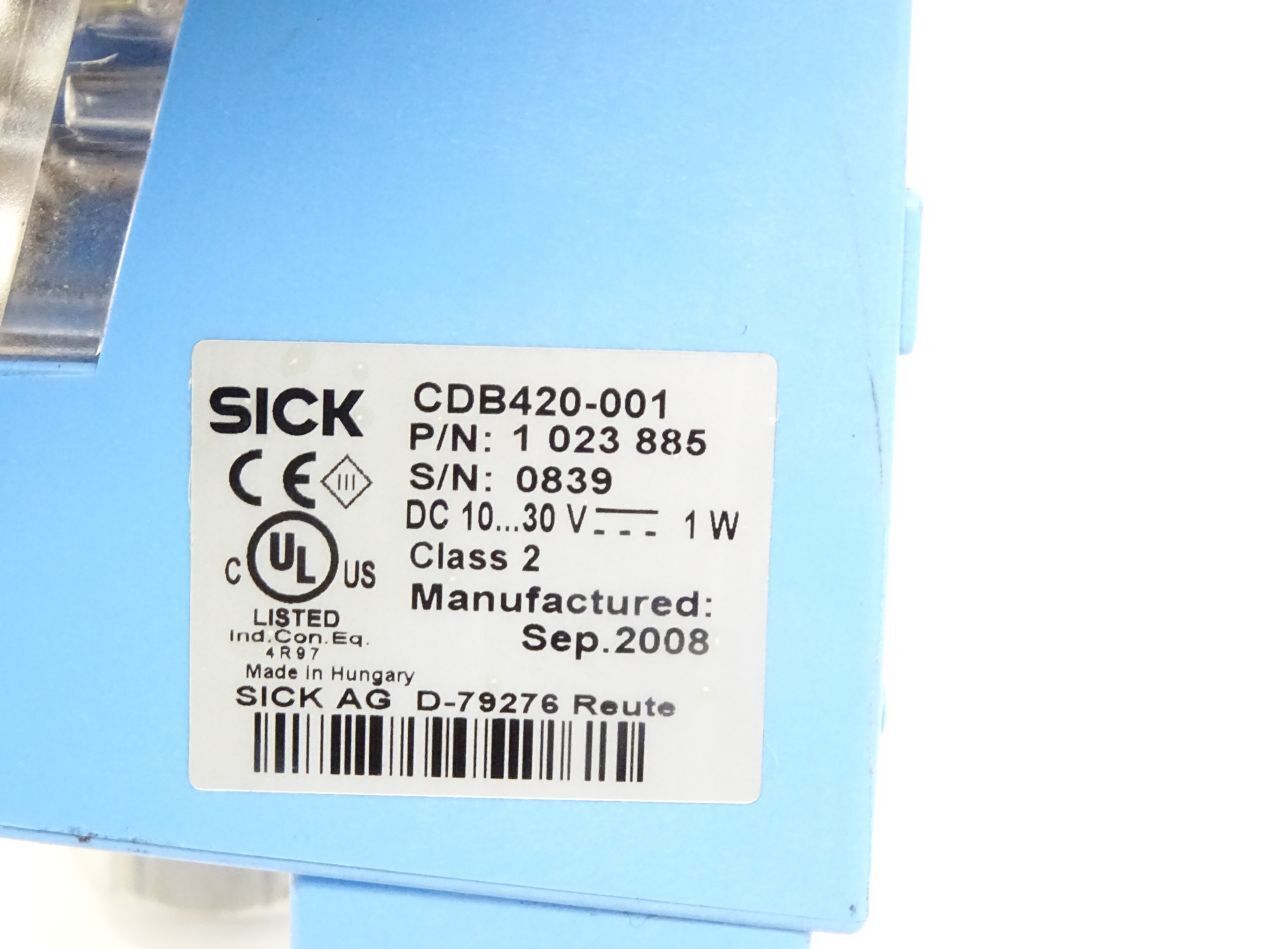 SICK
CDB420-001
P/N: 1 023 885
CE
III
S/N: 0839
DC 10...30 V 1 W
C UL US
Class 2
LISTED
Manufactured:
Ind.Con.Eq.
Sep.2008
4R97
Made in Hungary
SICK AG D-79276 Reute